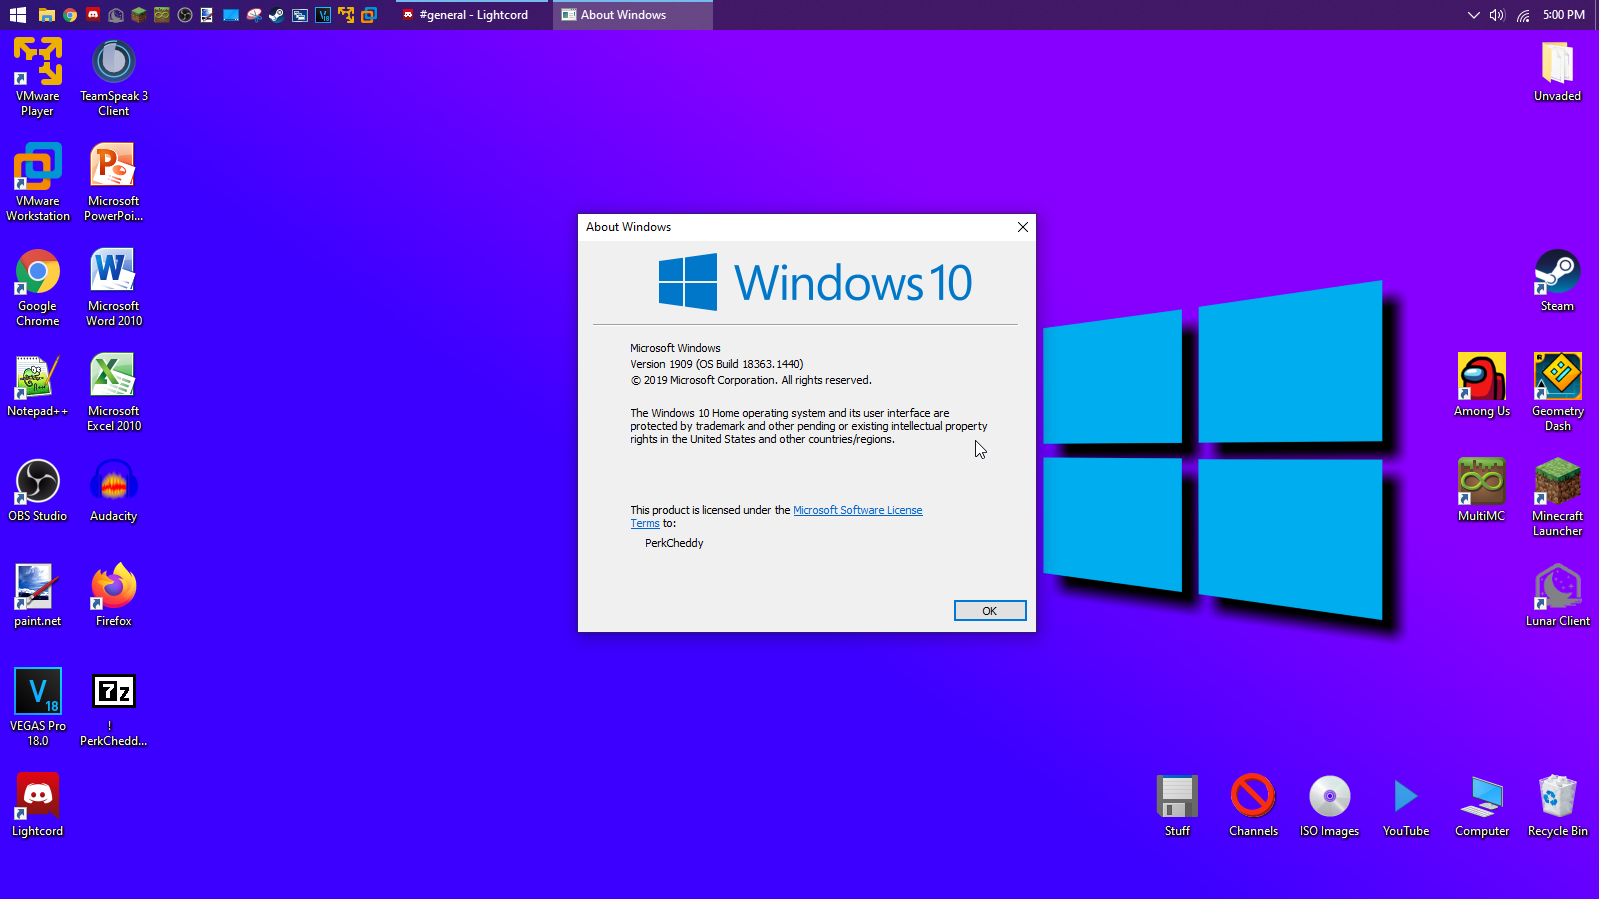 #general - Lightcord
About Windows
5:00 PM
VMware
Player
TeamSpeak 3
Client
Unvaded
VMware
Workstation
Microsoft
PowerPoi...
Google
Chrome
Microsoft
Word 2010
Steam
Notepad++
Microsoft
Excel 2010
Among Us
Geometry
Dash
OBS Studio
Audacity
MultiMC
Minecraft
Launcher
paint.net
Firefox
Lunar Client
V
18
VEGAS Pro
18.0
7z
!
PerkChedd...
Lightcord
Stuff
Channels
ISO Images
YouTube
Computer
Recycle Bin
About Windows
Windows 10
Microsoft Windows
Version 1909 (OS Build 18363.1440)
© 2019 Microsoft Corporation. All rights reserved.
The Windows 10 Home operating system and its user interface are
protected by trademark and other pending or existing intellectual property
rights in the United States and other countries/regions.
This product is licensed under the Microsoft Software License
Terms to:
PerkCheddy
OK